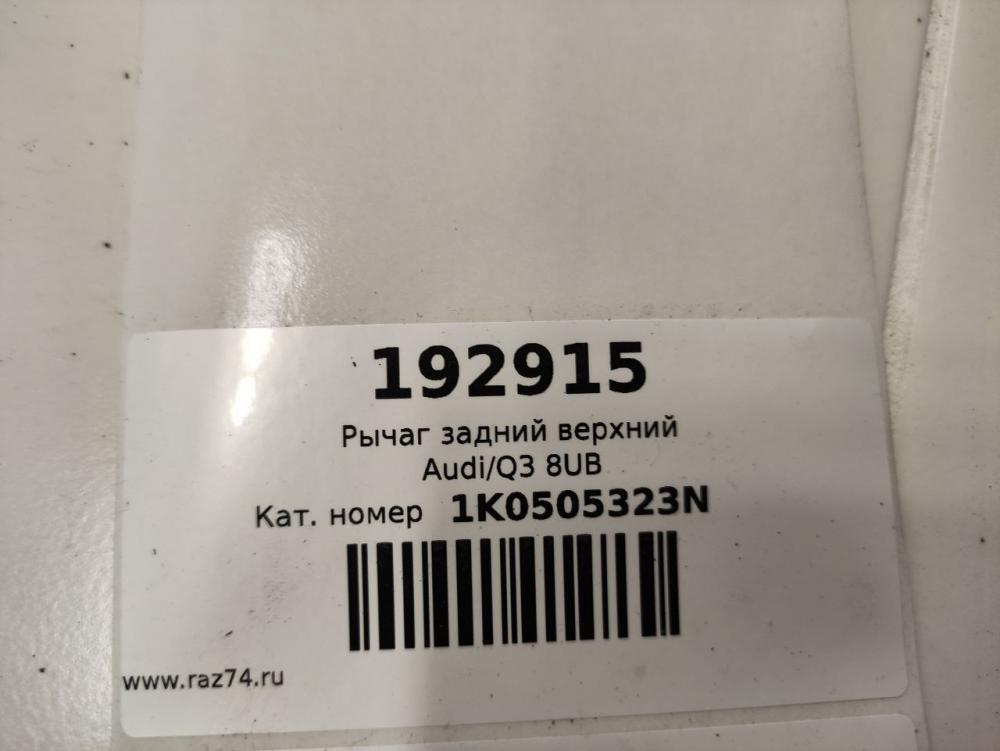 192915
Рычаг задний верхний
Audi/Q3 8UB
Кат. номер 1K0505323N
www.raz74.ru